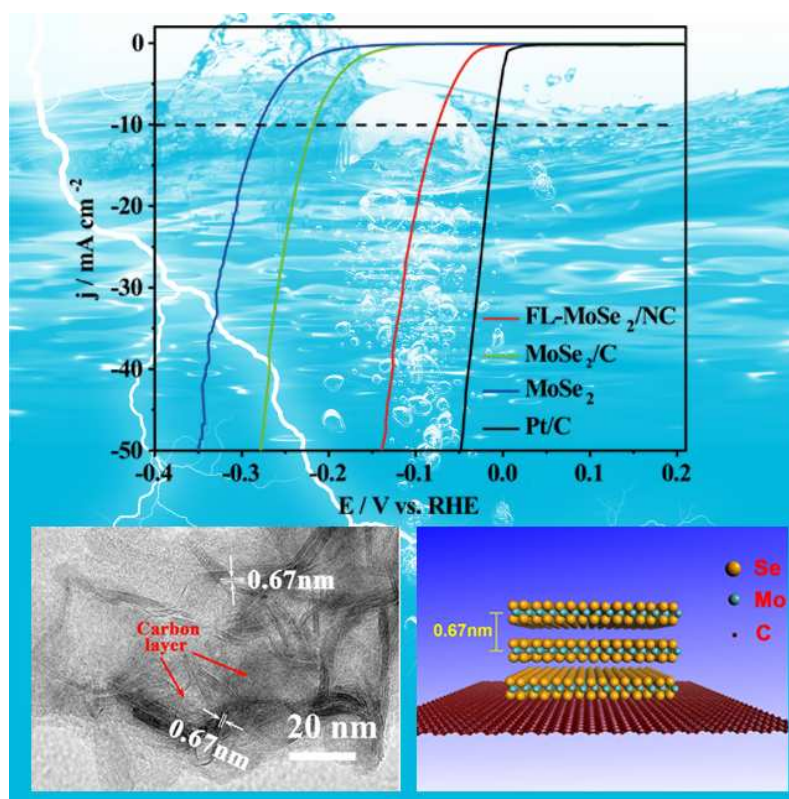 0
-10
-20
-30
-40
-50
j / mA cm⁻²
FL-MoSe₂/NC
MoSe₂/C
MoSe₂
Pt/C
-0.4 -0.3 -0.2 -0.1 0.0 0.1 0.2
E / V vs. RHE
0.67nm
Carbon
layer
0.67nm
20 nm
Se
Mo
C
0.67nm